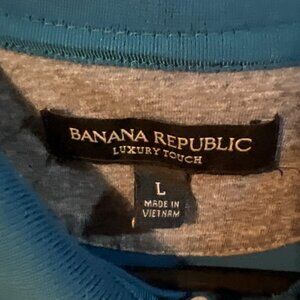 BANANA REPUBLIC
LUXURY TOUCH
L
MADE IN
VIETNAM